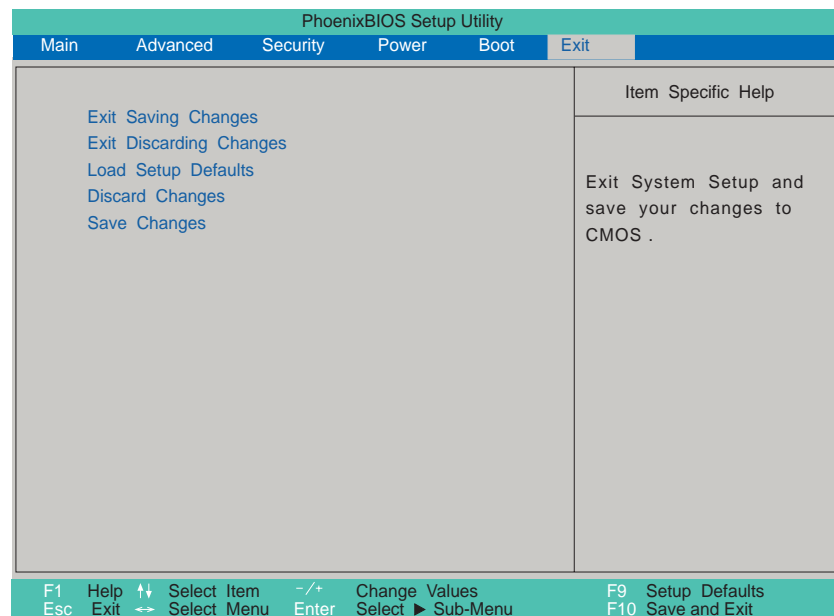 PhoenixBIOS Setup Utility
Main Advanced Security Power Boot Exit
Item Specific Help
Exit Saving Changes
Exit Discarding Changes
Load Setup Defaults
Discard Changes
Save Changes
Exit System Setup and
save your changes to
CMOS .
F1 Help ↑↓ Select Item -/+ Change Values F9 Setup Defaults
Esc Exit ↔ Select Menu Enter Select ▶ Sub-Menu F10 Save and Exit